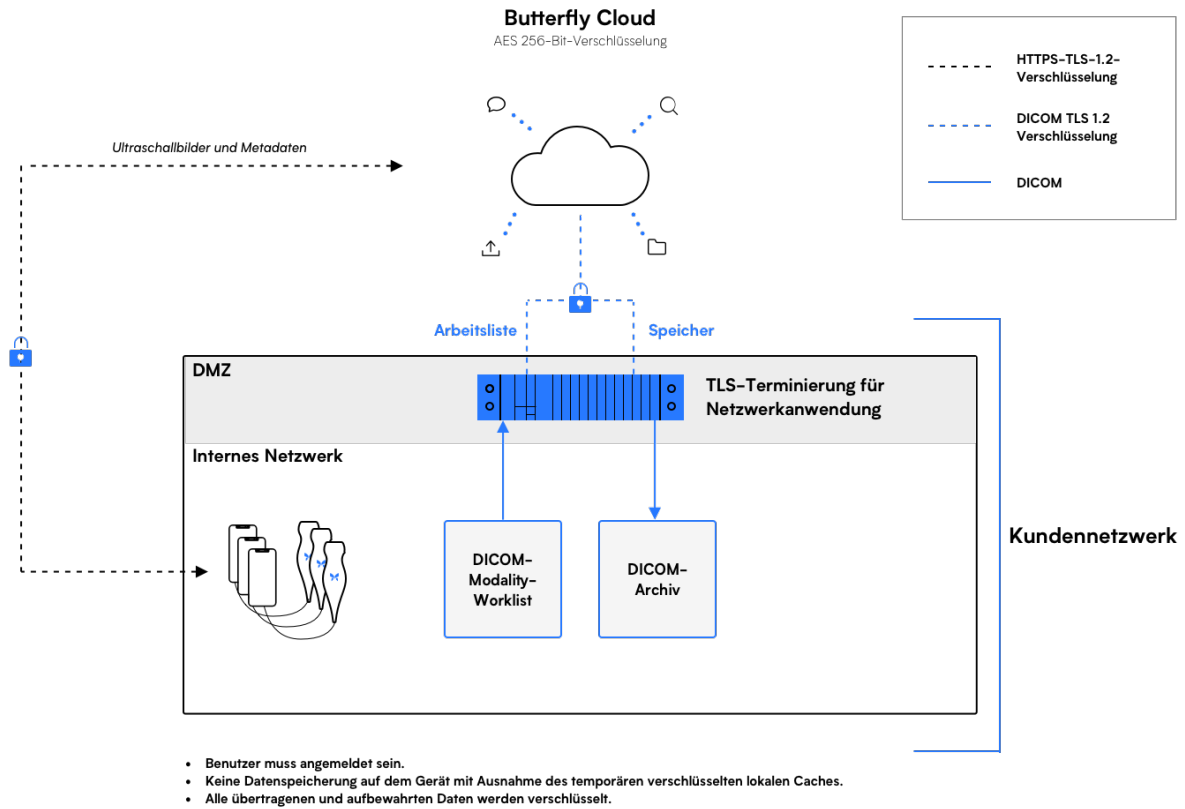 Butterfly Cloud
AES 256-Bit-Verschlüsselung
HTTPS-TLS-1.2-
Verschlüsselung
DICOM TLS 1.2
Verschlüsselung
DICOM
Ultraschallbilder und Metadaten
Arbeitsliste
Speicher
DMZ
TLS-Terminierung für
Netzwerkanwendung
Internes Netzwerk
DICOM-
Modality-
Worklist
DICOM-
Archiv
Kundennetzwerk
• Benutzer muss angemeldet sein.
• Keine Datenspeicherung auf dem Gerät mit Ausnahme des temporären verschlüsselten lokalen Caches.
• Alle übertragenen und aufbewahrten Daten werden verschlüsselt.